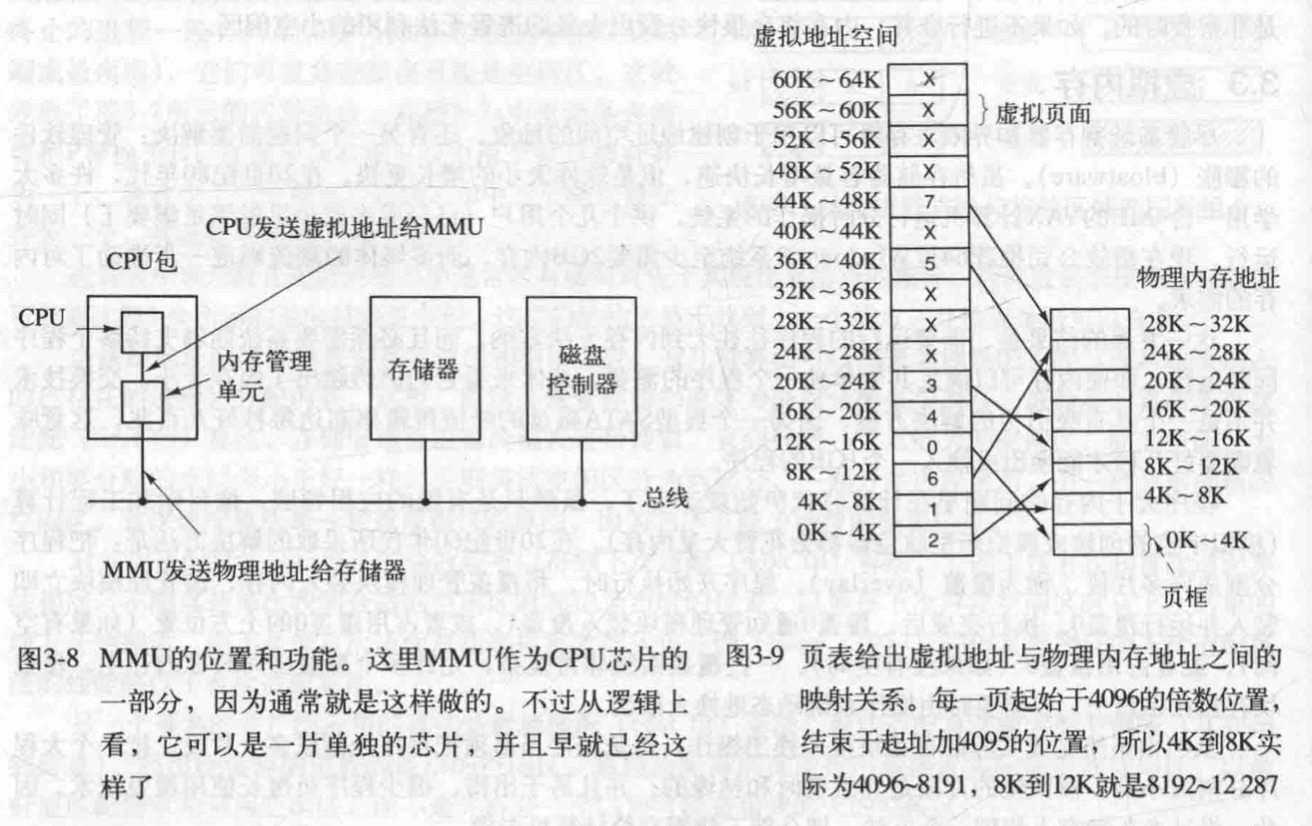 CPU发送虚拟地址给MMU
CPU包
CPU
内存管理
单元
存储器
磁盘
控制器
总线
MMU发送物理地址给存储器
图3-8 MMU的位置和功能。这里MMU作为CPU芯片的
一部分，因为通常就是这样做的。不过从逻辑上
看，它可以是一片单独的芯片，并且早就已经这
样了
虚拟地址空间
60K～64K X
56K～60K X
虚拟页面
52K～56K X
48K～52K X
44K～48K 7
40K～44K X
36K～40K 5
32K～36K X
28K～32K X
24K～28K X
20K～24K 3
16K～20K 4
12K～16K 0
8K～12K 6
4K～8K 1
0K～4K 2
物理内存地址
28K～32K
24K～28K
20K～24K
16K～20K
12K～16K
8K～12K
4K～8K
0K～4K
页框
图3-9 页表给出虚拟地址与物理内存地址之间的
映射关系，每一页起始于4096的倍数位置，
结束于起址加4095的位置，所以4K到8K实
际为4096-8191，8K到12K就是8192~12 287